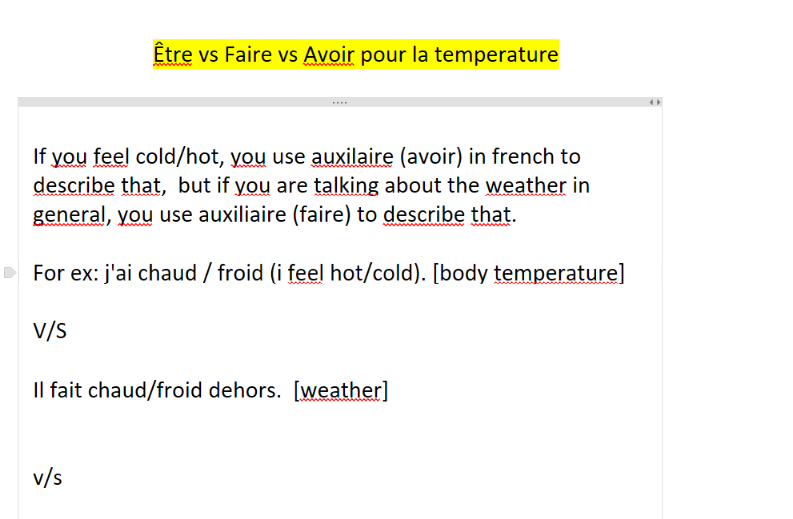 Être vs Faire vs Avoir pour la temperature
If you feel cold/hot, you use auxilaire (avoir) in french to
describe that,  but if you are talking about the weather in
general, you use auxiliaire (faire) to describe that.
For ex: j'ai chaud / froid (i feel hot/cold). [body temperature]
V/S
Il fait chaud/froid dehors.  [weather]
v/s